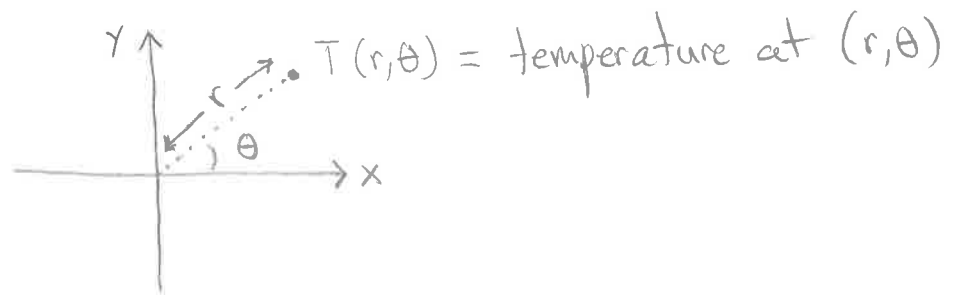 Y
T(r,θ) = temperature at (r,θ)
r
θ
X